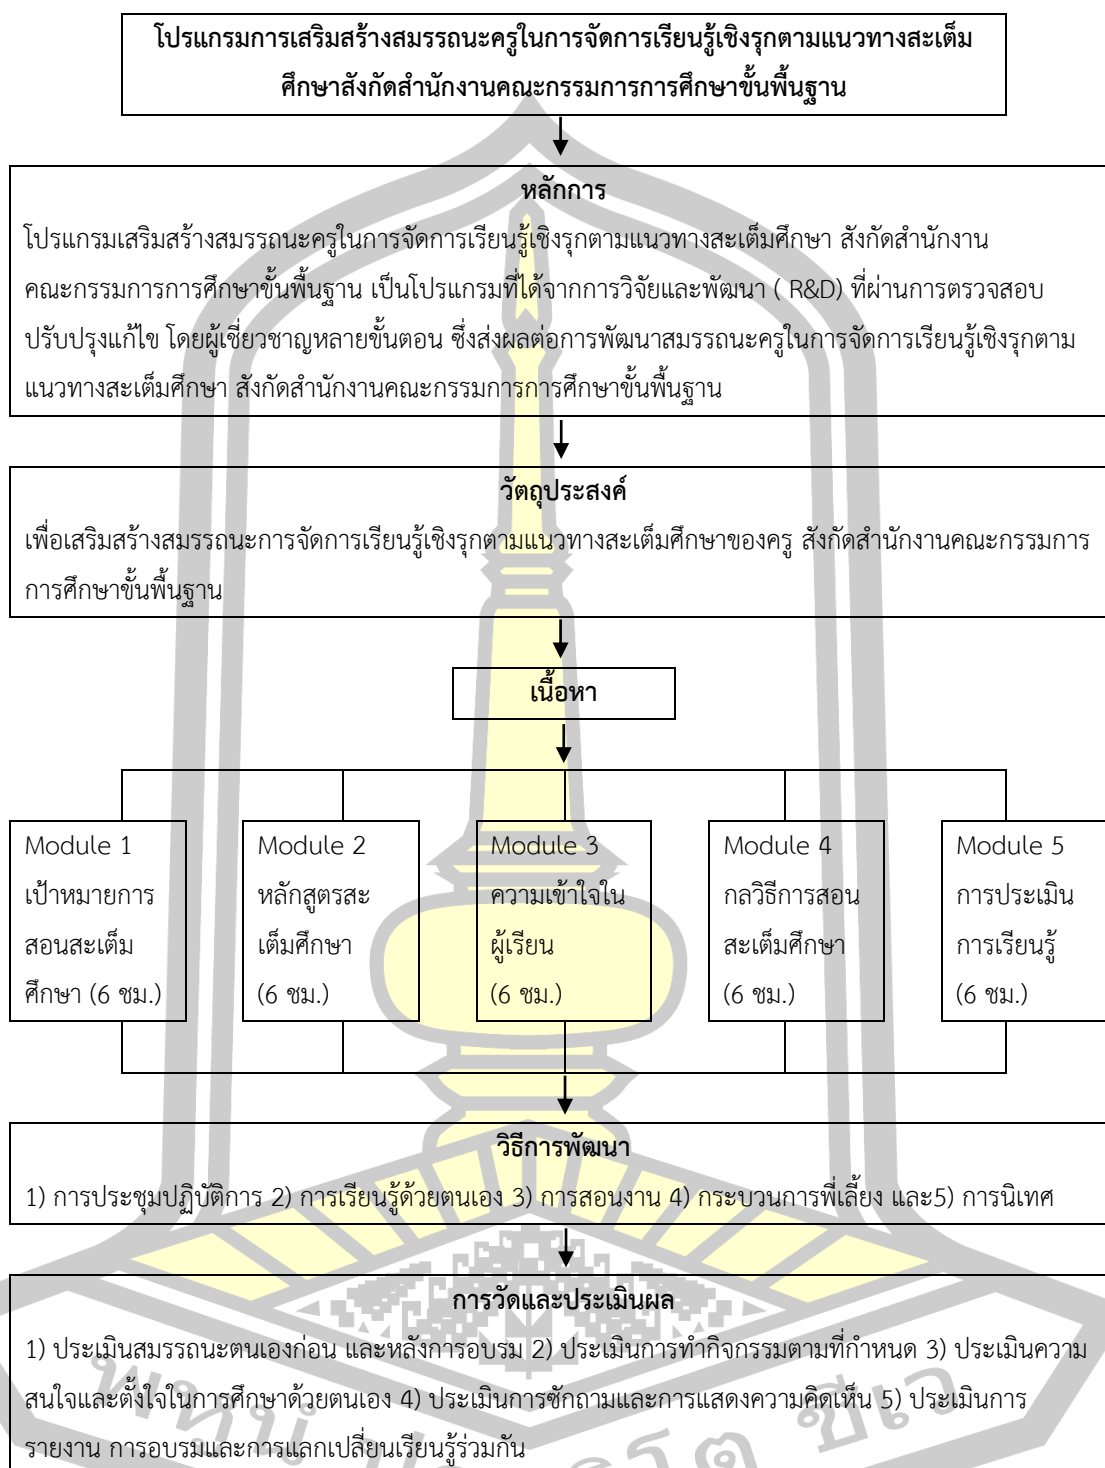 โปรแกรมการเสริมสร้างสมรรถนะครูในการจัดการเรียนรู้เชิงรุกตามแนวทางสะเต็ม
ศึกษาสังกัดสำนักงานคณะกรรมการการศึกษาขั้นพื้นฐาน
หลักการ
โปรแกรมเสริมสร้างสมรรถนะครูในการจัดการเรียนรู้เชิงรุกตามแนวทางสะเต็มศึกษา สังกัดสำนักงาน
คณะกรรมการการศึกษาขั้นพื้นฐาน เป็นโปรแกรมที่ได้จากการวิจัยและพัฒนา ( R&D) ที่ผ่านการตรวจสอบ
ปรับปรุงแก้ไข โดยผู้เชี่ยวชาญหลายขั้นตอน ซึ่งส่งผลต่อการพัฒนาสมรรถนะครูในการจัดการเรียนรู้เชิงรุกตาม
แนวทางสะเต็มศึกษา สังกัดสำนักงานคณะกรรมการการศึกษาขั้นพื้นฐาน
วัตถุประสงค์
เพื่อเสริมสร้างสมรรถนะการจัดการเรียนรู้เชิงรุกตามแนวทางสะเต็มศึกษาของครู สังกัดสำนักงานคณะกรรมการ
การศึกษาขั้นพื้นฐาน
เนื้อหา
Module 1
เป้าหมายการ
สอนสะเต็ม
ศึกษา (6 ชม.)
Module 2
หลักสูตรสะ
เต็มศึกษา
(6 ชม.)
Module 3
ความเข้าใจใน
ผู้เรียน
(6 ชม.)
Module 4
กลวิธีการสอน
สะเต็มศึกษา
(6 ชม.)
Module 5
การประเมิน
การเรียนรู้
(6 ชม.)
วิธีการพัฒนา
1) การประชุมปฏิบัติการ 2) การเรียนรู้ด้วยตนเอง 3) การสอนงาน 4) กระบวนการพี่เลี้ยง และ5) การนิเทศ
การวัดและประเมินผล
1) ประเมินสมรรถนะตนเองก่อน และหลังการอบรม 2) ประเมินการทำกิจกรรมตามที่กำหนด 3) ประเมินความ
สนใจและตั้งใจในการศึกษาด้วยตนเอง 4) ประเมินการซักถามและการแสดงความคิดเห็น 5) ประเมินการ
รายงาน การอบรมและการแลกเปลี่ยนเรียนรู้ร่วมกัน